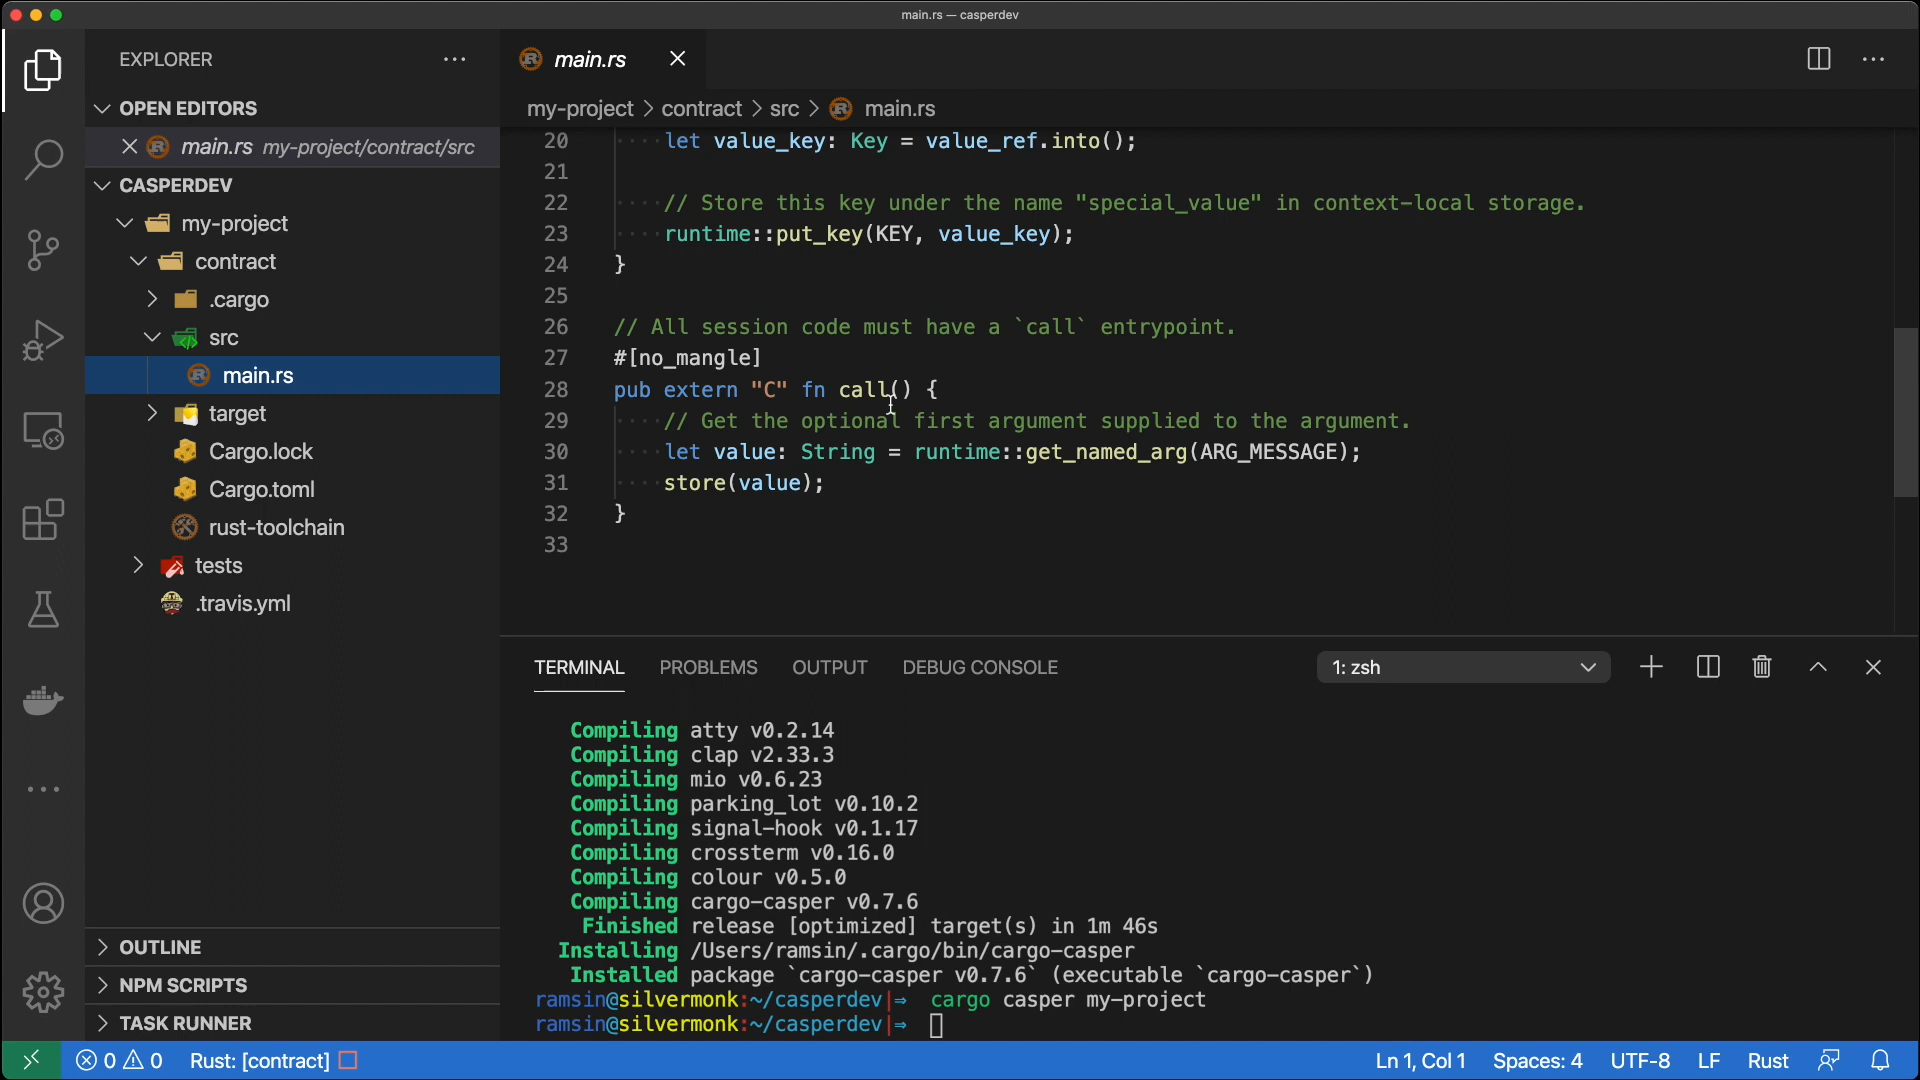 main.rs — casperdev
EXPLORER
OPEN EDITORS
main.rs my-project/contract/src
CASPERDEV
my-project
contract
.cargo
src
main.rs
target
Cargo.lock
Cargo.toml
rust-toolchain
tests
.travis.yml
OUTLINE
NPM SCRIPTS
TASK RUNNER
main.rs
my-project > contract > src > main.rs
20 let value_key: Key = value_ref.into();
21
22 // Store this key under the name "special_value" in context-local storage.
23 runtime::put_key(KEY, value_key);
24 }
25
26 // All session code must have a `call` entrypoint.
27 #[no_mangle]
28 pub extern "C" fn call() {
29 // Get the optional first argument supplied to the argument.
30 let value: String = runtime::get_named_arg(ARG_MESSAGE);
31 store(value);
32 }
33
TERMINAL PROBLEMS OUTPUT DEBUG CONSOLE 1: zsh
Compiling atty v0.2.14
Compiling clap v2.33.3
Compiling mio v0.6.23
Compiling parking_lot v0.10.2
Compiling signal-hook v0.1.17
Compiling crossterm v0.16.0
Compiling colour v0.5.0
Compiling cargo-casper v0.7.6
Finished release [optimized] target(s) in 1m 46s
Installing /Users/ramsin/.cargo/bin/cargo-casper
Installed package `cargo-casper v0.7.6` (executable `cargo-casper`)
ramsin@silvermonk:~/casperdev|⇒ cargo casper my-project
ramsin@silvermonk:~/casperdev|⇒
0 0 Rust: [contract] Ln 1, Col 1 Spaces: 4 UTF-8 LF Rust